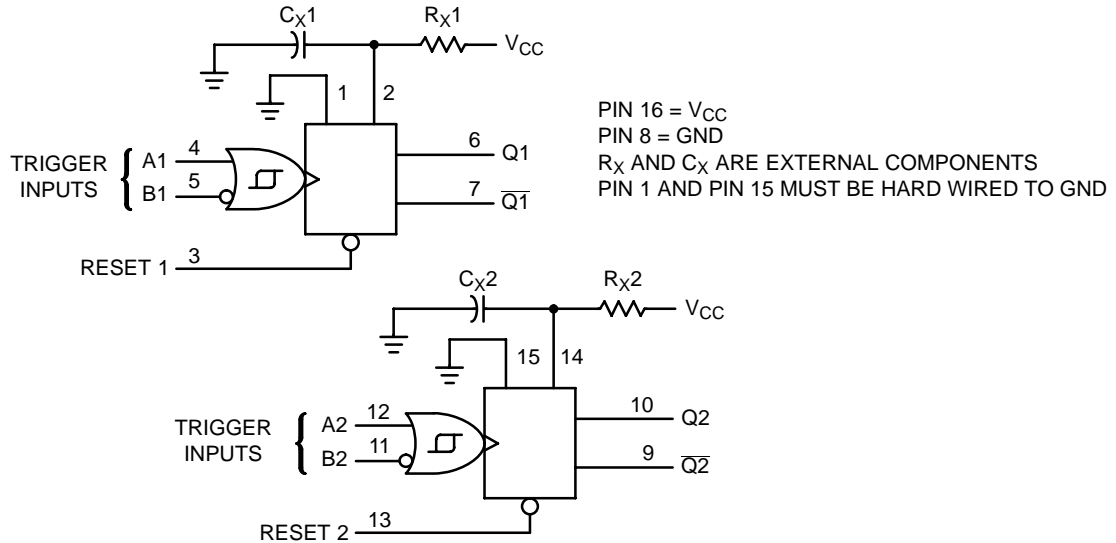 CX1
RX1
VCC
1
2
TRIGGER
INPUTS
A1
4
B1
5
6
Q1
7
Q1
RESET 1
3
PIN 16 = VCC
PIN 8 = GND
RX AND CX ARE EXTERNAL COMPONENTS
PIN 1 AND PIN 15 MUST BE HARD WIRED TO GND
CX2
RX2
VCC
15
14
TRIGGER
INPUTS
A2
12
B2
11
10
Q2
9
Q2
RESET 2
13